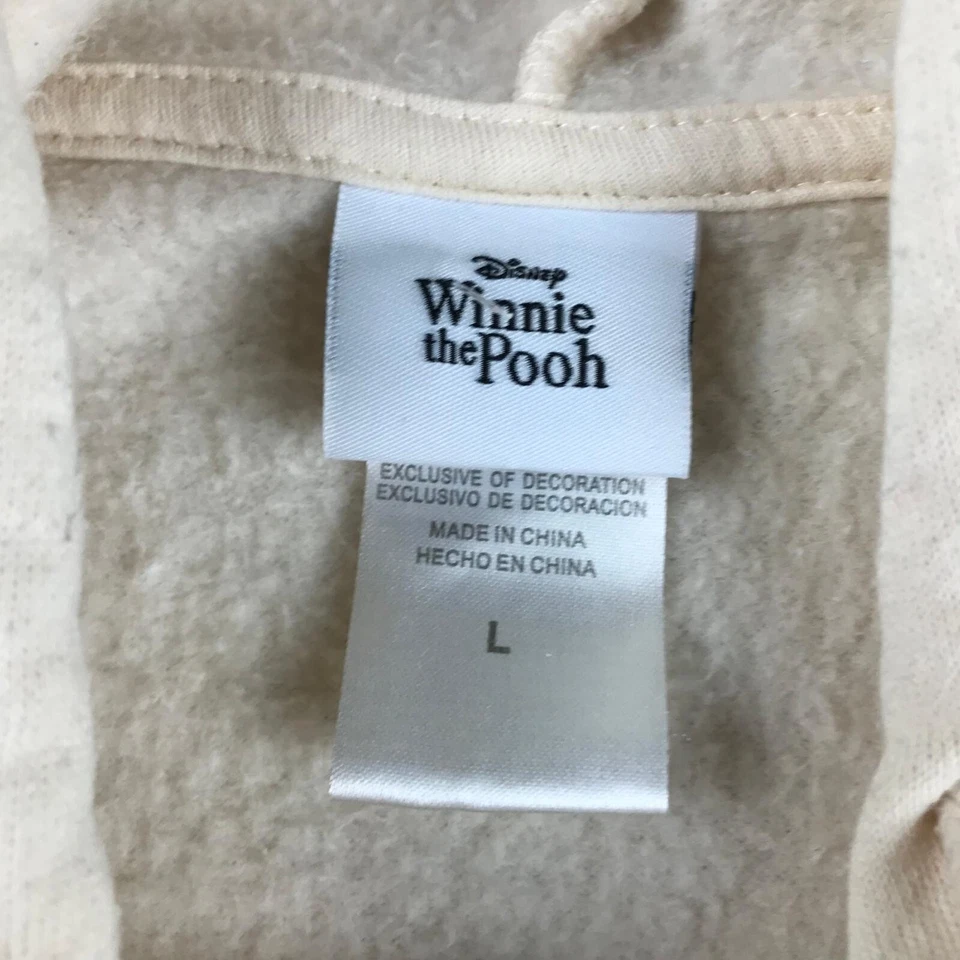 Disney
Winnie
the Pooh
EXCLUSIVE OF DECORATION
EXCLUSIVO DE DECORACION
MADE IN CHINA
HECHO EN CHINA
L